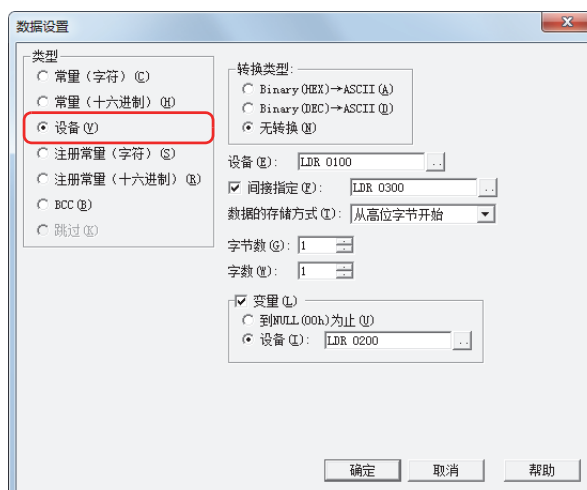 数据设置
类型
常量（字符）(C)
常量（十六进制）(H)
设备(V)
注册常量（字符）(S)
注册常量（十六进制）(R)
BCC(B)
跳过(K)
转换类型:
Binary(HEX)→ASCII(A)
Binary(DEC)→ASCII(D)
无转换(N)
设备(E): LDR 0100 ..
间接指定(F): LDR 0300 ..
数据的存储方式(T): 从高位字节开始
字节数(G): 1
字数(W): 1
变量(L)
到NULL(00h)为止(U)
设备(I): LDR 0200 ..
确定 取消 帮助